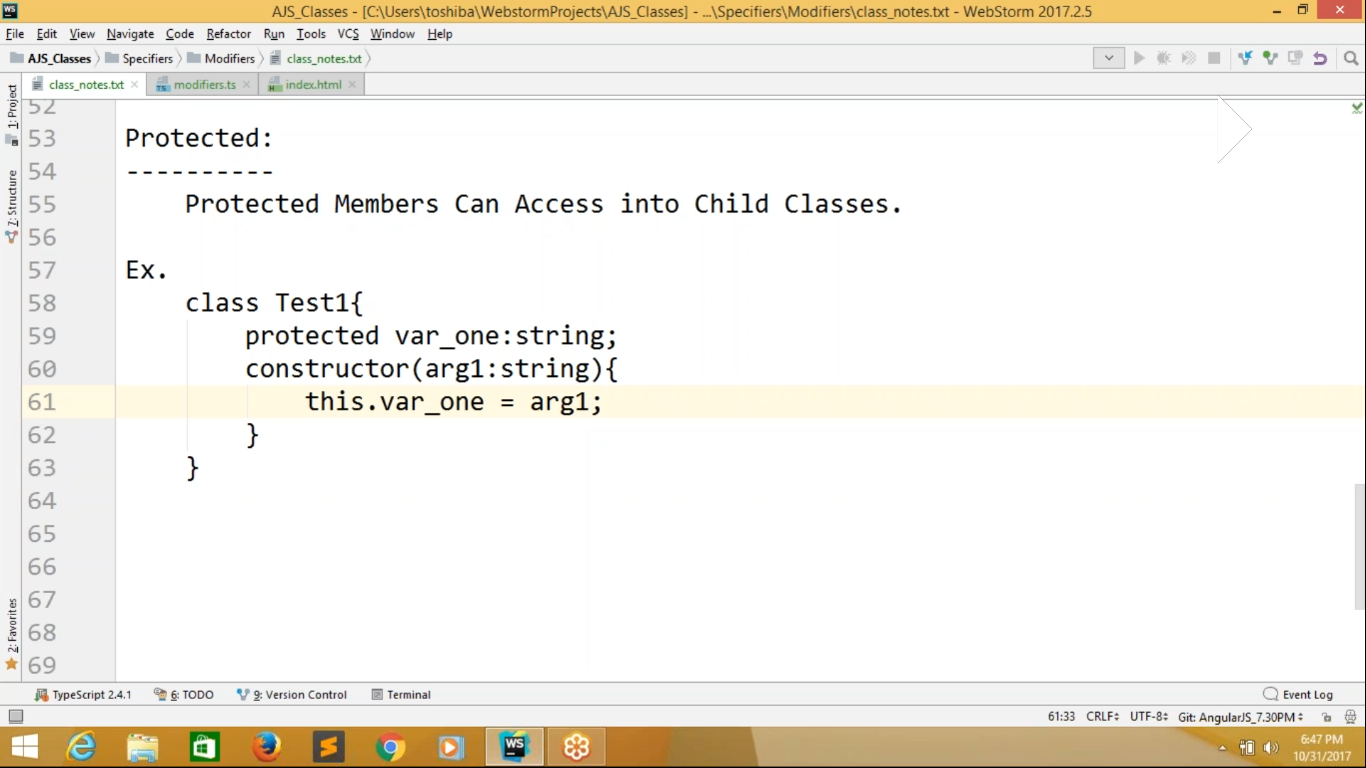 WS AJS_Classes - [C:\Users\toshiba\WebstormProjects\AJS_Classes] - ...\Specifiers\Modifiers\class_notes.txt - WebStorm 2017.2.5
File Edit View Navigate Code Refactor Run Tools VCS Window Help
AJS_Classes Specifiers Modifiers class_notes.txt
class_notes.txt modifiers.ts index.html
1: Project
7: Structure
2: Favorites
52
53 Protected:
54 ----------
55 Protected Members Can Access into Child Classes.
56
57 Ex.
58 class Test1{
59 protected var_one:string;
60 constructor(arg1:string){
61 this.var_one = arg1;
62 }
63 }
64
65
66
67
68
69
TypeScript 2.4.1 6: TODO 9: Version Control Terminal Event Log
61:33 CRLF UTF-8 Git: AngularJS_7.30PM
WS
6:47 PM
10/31/2017